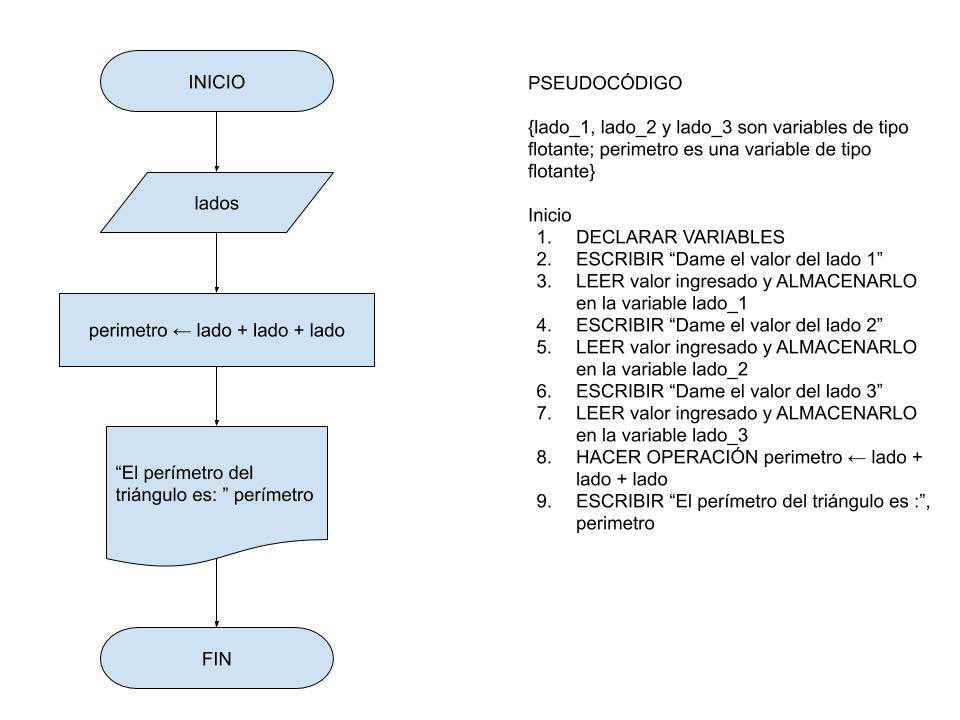 INICIO
lados
perimetro ← lado + lado + lado
“El perímetro del
triángulo es: ” perímetro
FIN
PSEUDOCÓDIGO
{lado_1, lado_2 y lado_3 son variables de tipo
flotante; perimetro es una variable de tipo
flotante}
Inicio
1. DECLARAR VARIABLES
2. ESCRIBIR “Dame el valor del lado 1”
3. LEER valor ingresado y ALMACENARLO
en la variable lado_1
4. ESCRIBIR “Dame el valor del lado 2”
5. LEER valor ingresado y ALMACENARLO
en la variable lado_2
6. ESCRIBIR “Dame el valor del lado 3”
7. LEER valor ingresado y ALMACENARLO
en la variable lado_3
8. HACER OPERACIÓN perimetro ← lado +
lado + lado
9. ESCRIBIR “El perímetro del triángulo es :”,
perimetro